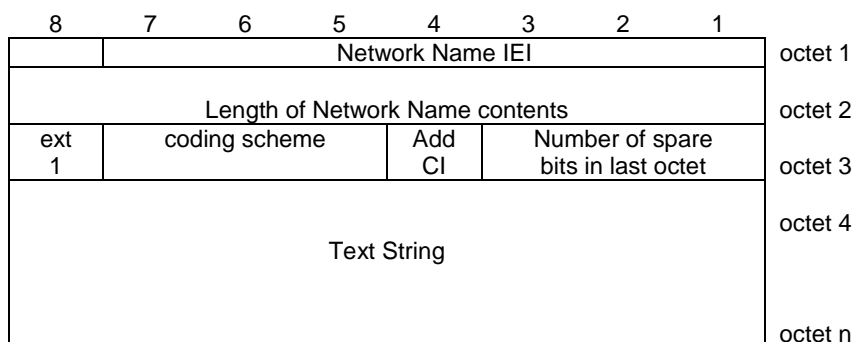 8 7 6 5 4 3 2 1
Network Name IEI octet 1
Length of Network Name contents octet 2
ext coding scheme Add Number of spare
1 CI bits in last octet octet 3
octet 4
Text String
octet n